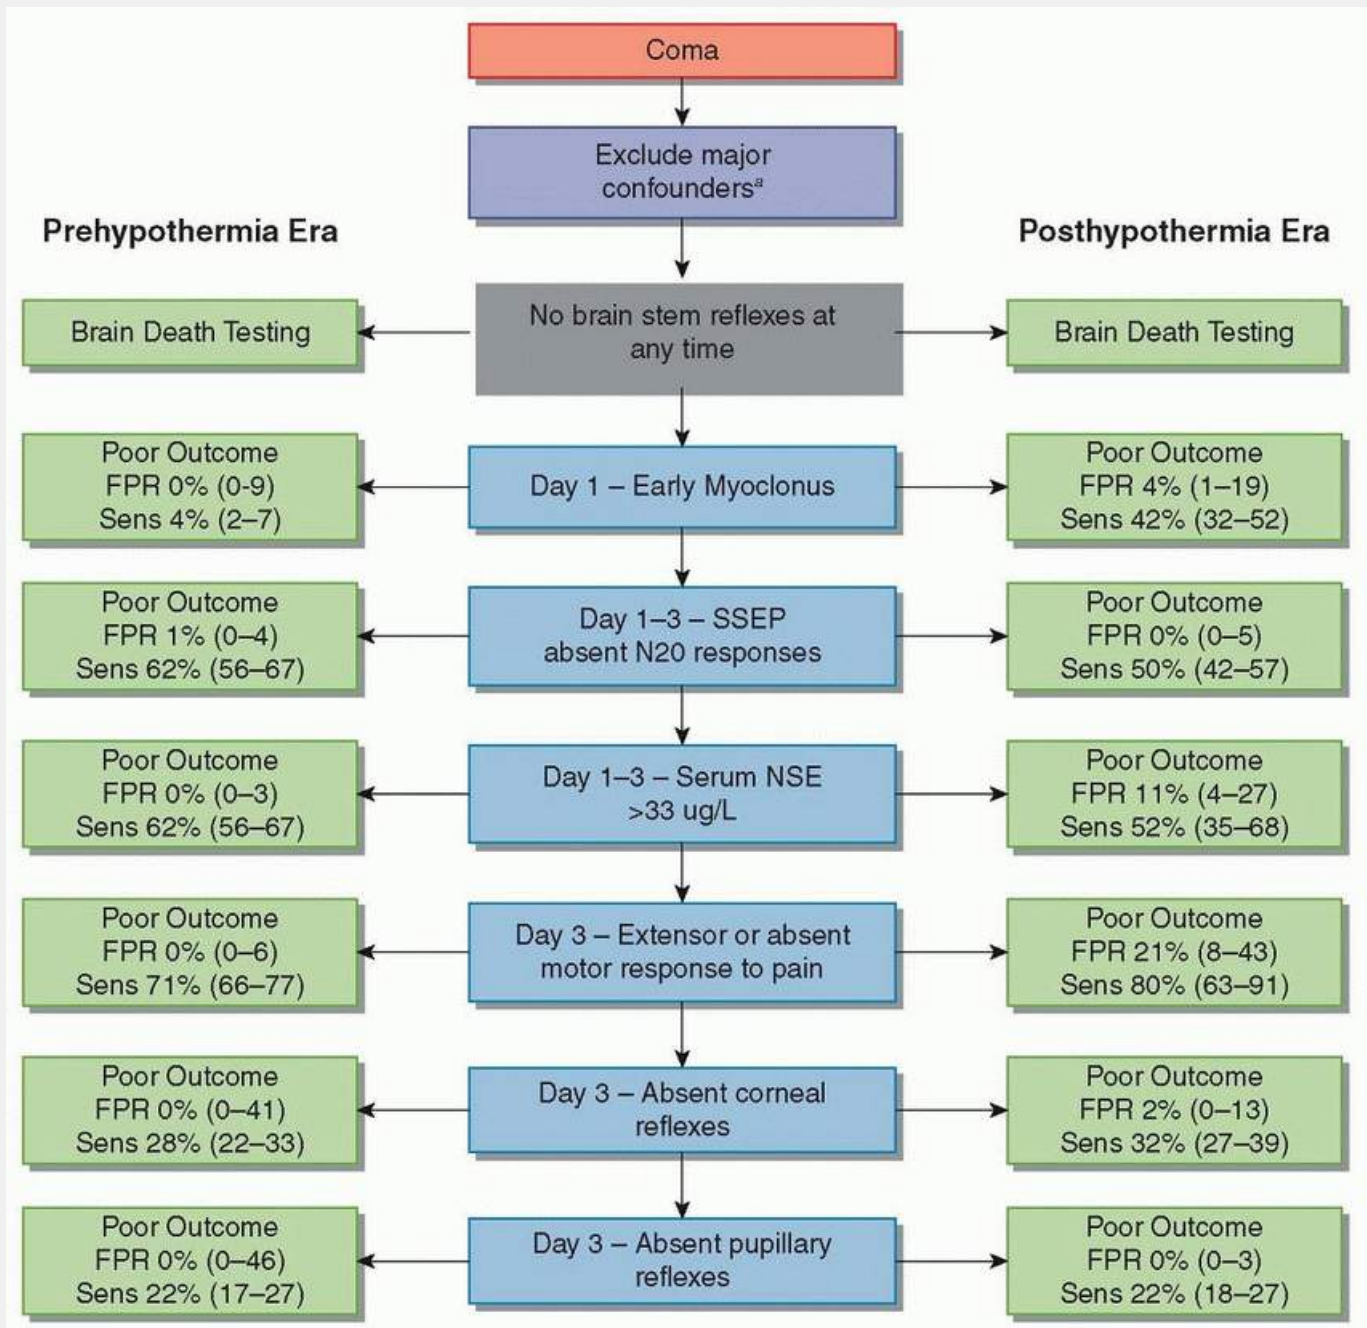 Coma
Exclude major
confounders^a
Prehypothermia Era
Posthypothermia Era
Brain Death Testing
No brain stem reflexes at
any time
Brain Death Testing
Poor Outcome
FPR 0% (0-9)
Sens 4% (2–7)
Day 1 – Early Myoclonus
Poor Outcome
FPR 4% (1–19)
Sens 42% (32–52)
Poor Outcome
FPR 1% (0–4)
Sens 62% (56–67)
Day 1–3 – SSEP
absent N20 responses
Poor Outcome
FPR 0% (0–5)
Sens 50% (42–57)
Poor Outcome
FPR 0% (0–3)
Sens 62% (56–67)
Day 1–3 – Serum NSE
>33 ug/L
Poor Outcome
FPR 11% (4–27)
Sens 52% (35–68)
Poor Outcome
FPR 0% (0–6)
Sens 71% (66–77)
Day 3 – Extensor or absent
motor response to pain
Poor Outcome
FPR 21% (8–43)
Sens 80% (63–91)
Poor Outcome
FPR 0% (0–41)
Sens 28% (22–33)
Day 3 – Absent corneal
reflexes
Poor Outcome
FPR 2% (0–13)
Sens 32% (27–39)
Poor Outcome
FPR 0% (0–46)
Sens 22% (17–27)
Day 3 – Absent pupillary
reflexes
Poor Outcome
FPR 0% (0–3)
Sens 22% (18–27)